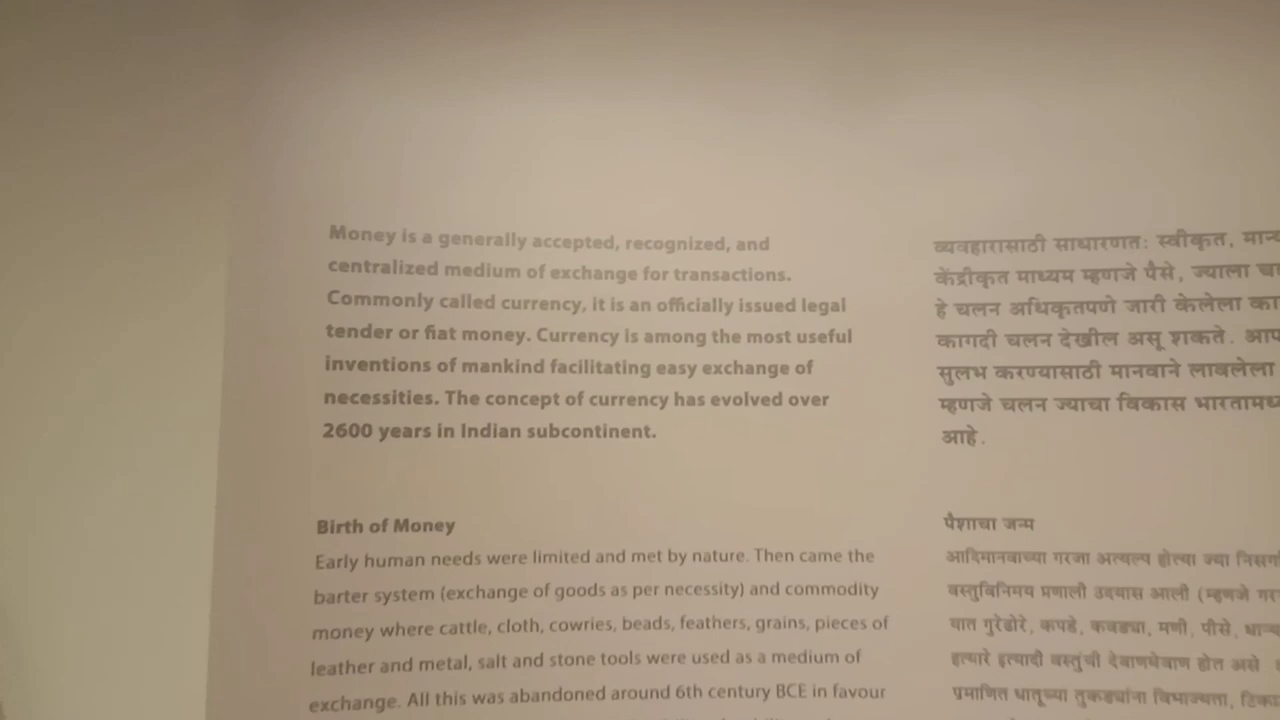 Money is a generally accepted, recognized, and
centralized medium of exchange for transactions.
Commonly called currency, it is an officially issued legal
tender or fiat money. Currency is among the most useful
inventions of mankind facilitating easy exchange of
necessities. The concept of currency has evolved over
2600 years in Indian subcontinent.
Birth of Money
Early human needs were limited and met by nature. Then came the
barter system (exchange of goods as per necessity) and commodity
money where cattle, cloth, cowries, beads, feathers, grains, pieces of
leather and metal, salt and stone tools were used as a medium of
exchange. All this was abandoned around 6th century BCE in favour
व्यवहारासाठी साधारणतः स्वीकृत,
केंद्रीकृत माध्यम म्हणजे पैसे, ज्याला
हे चलन अधिकृतपणे जारी केलेला
कागदी चलन देखील असू शकते.
सुलभ करण्यासाठी मानवाने लावलेला
म्हणजे चलन ज्याचा विकास
आहे.
पैशाचा जन्म
आदिमानवाच्या गरजा अत्यल्प होत्या ज्या
वस्तुविनिमय प्रणाली उदयास आली (म्हणजे
यात गुरेढोरे, कपडे, कवड्या, मणी, पीसे,
हत्यारे इत्यादी वस्तुंची देवाणघेवाण होत असे
प्रमाणित धातूच्या तुकड्यांना विभाज्यता,